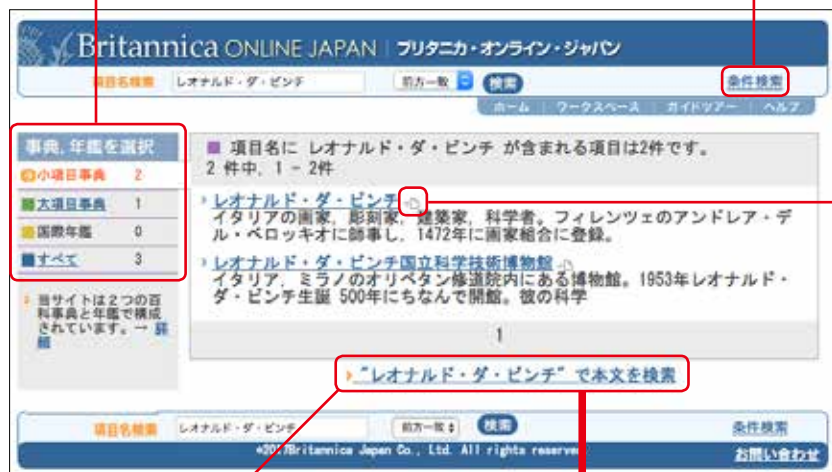 Britannica ONLINE JAPAN | ブリタニカ・オンライン・ジャパン
項目名検索 レオナルド・ダ・ビンチ 前方一致 検索 条件検索
ホーム | ワークスペース | ガイドツアー | ヘルプ
事典、年鑑を選択
小項目事典 2
大項目事典 1
国際年鑑 0
すべて 3
当サイトは2つの百
科事典と年鑑で構成
されています。→ 詳
細
■ 項目名に レオナルド・ダ・ビンチ が含まれる項目は2件です。
2 件中、1 - 2件
レオナルド・ダ・ビンチ
イタリアの画家、彫刻家、建築家、科学者。フィレンツェのアンドレア・デ
ル・ベロッキオに師事し、1472年に画家組合に登録。
レオナルド・ダ・ビンチ国立科学技術博物館
イタリア、ミラノのオリベタン修道院内にある博物館。1953年レオナルド・
ダ・ビンチ生誕 500年にちなんで開館。彼の科学
1
"レオナルド・ダ・ビンチ" で本文を検索
項目名検索 レオナルド・ダ・ビンチ 前方一致 検索 条件検索
©2017Britannica Japan Co., Ltd. All rights reserve お問い合わせ